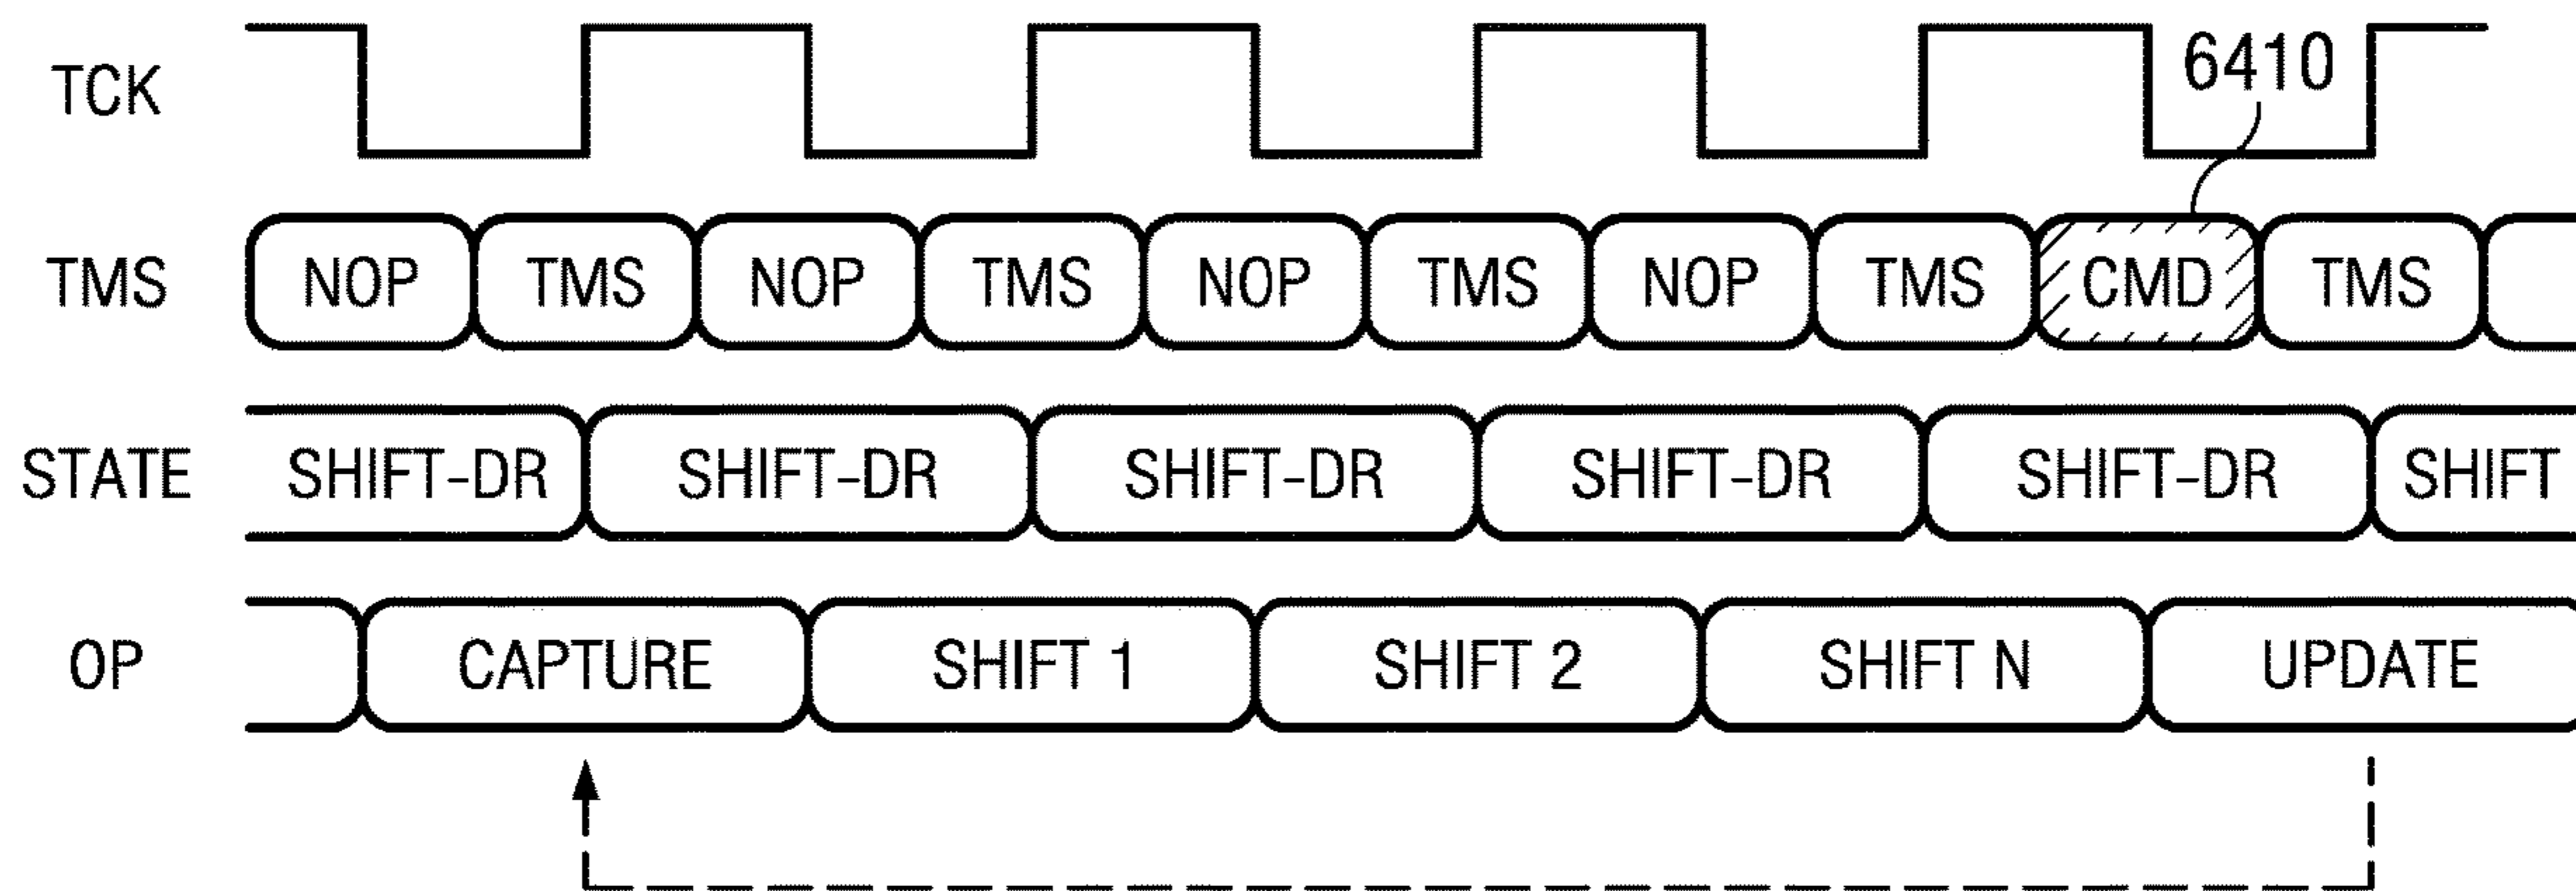 TCK 6410
TMS NOP TMS NOP TMS NOP TMS NOP TMS CMD TMS
STATE SHIFT-DR SHIFT-DR SHIFT-DR SHIFT-DR SHIFT-DR SHIFT
OP CAPTURE SHIFT 1 SHIFT 2 SHIFT N UPDATE